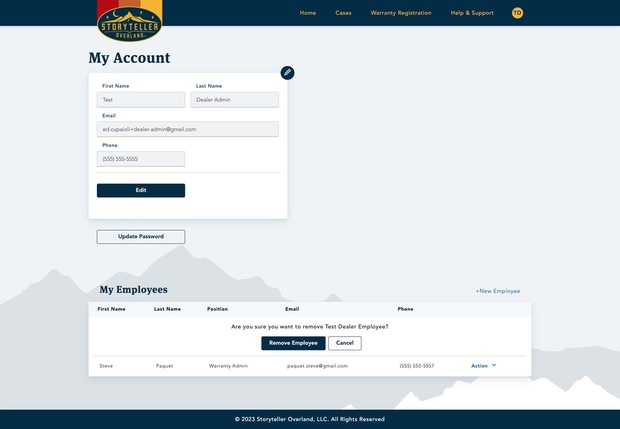 STORYTELLER
OVERLAND
Home Cases Warranty Registration Help & Support TD
My Account
First Name Last Name
Test Dealer Admin
Email
ed.cupaioli+dealer-admin@gmail.com
Phone
(555) 555-5555
Edit
Update Password
My Employees +New Employee
First Name Last Name Position Email Phone
Are you sure you want to remove Test Dealer Employee?
Remove Employee Cancel
Steve Paquet Warranty Admin paquet.steve@gmail.com (555) 555-5557 Action
© 2023 Storyteller Overland, LLC. All Rights Reserved